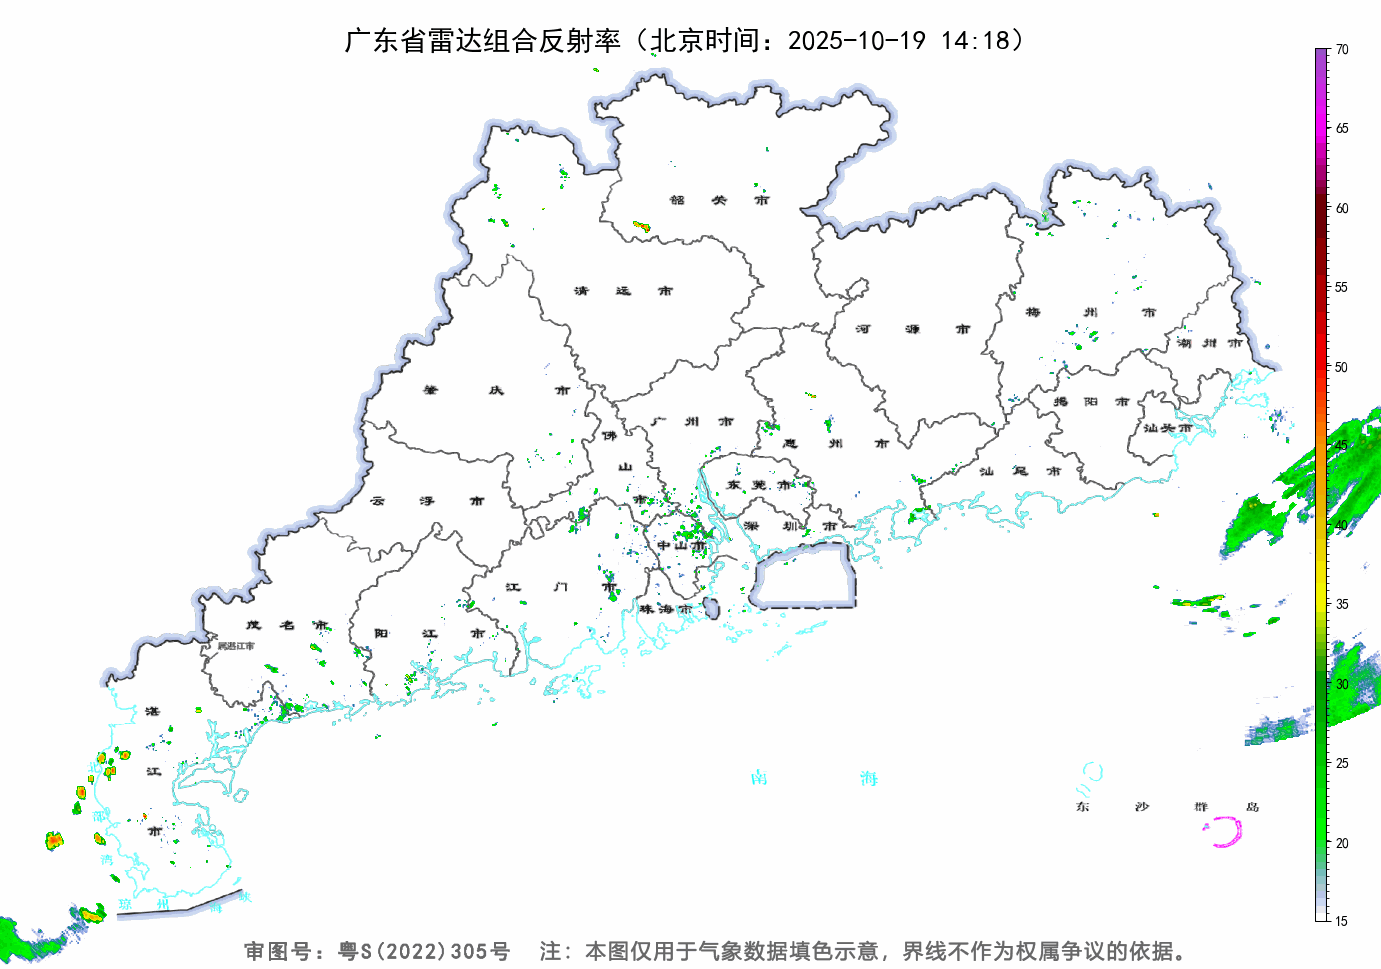 广东省雷达组合反射率（北京时间：2025-10-19 14:18）
70
65
60
55
50
45
40
35
30
25
20
15
韶关市
清远市
河源市
梅州市
潮州市
肇庆市
广州市
佛山市
惠州市
揭阳市
汕头市
汕尾市
云浮市
东莞市
深圳市
中山市
江门市
珠海市
茂名市
阳江市
属湛江市
湛江市
北部湾
琼州海峡
南海
东沙群岛
审图号：粤S(2022)305号 注：本图仅用于气象数据填色示意，界线不作为权属争议的依据。